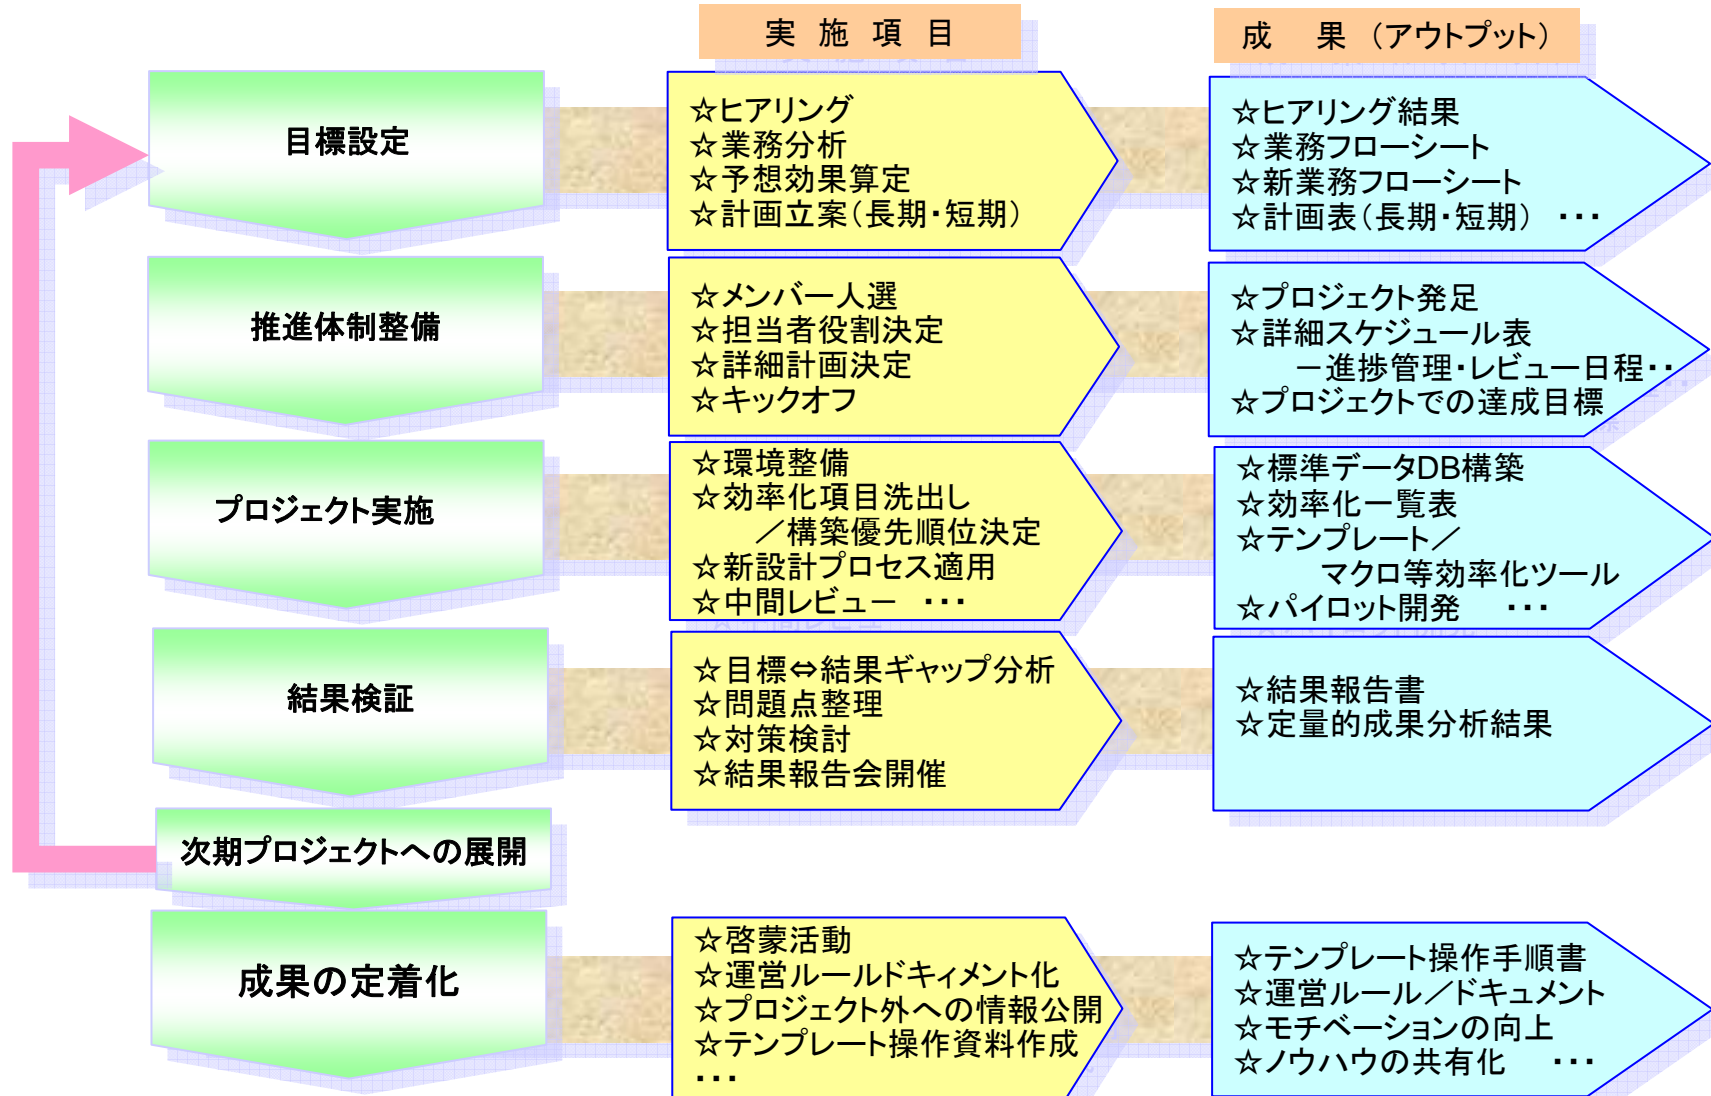 実 施 項 目
成 果 (アウトプット)
目標設定
☆ヒアリング
☆業務分析
☆予想効果算定
☆計画立案(長期・短期)
☆ヒアリング結果
☆業務フローシート
☆新業務フローシート
☆計画表(長期・短期) ・・・
推進体制整備
☆メンバー人選
☆担当者役割決定
☆詳細計画決定
☆キックオフ
☆プロジェクト発足
☆詳細スケジュール表
－進捗管理・レビュー日程・・
☆プロジェクトでの達成目標
プロジェクト実施
☆環境整備
☆効率化項目洗出し
／構築優先順位決定
☆新設計プロセス適用
☆中間レビュー ・・・
☆標準データDB構築
☆効率化一覧表
☆テンプレート／
マクロ等効率化ツール
☆パイロット開発 ・・・
結果検証
☆目標⇔結果ギャップ分析
☆問題点整理
☆対策検討
☆結果報告会開催
☆結果報告書
☆定量的成果分析結果
次期プロジェクトへの展開
成果の定着化
☆啓蒙活動
☆運営ルールドキィメント化
☆プロジェクト外への情報公開
☆テンプレート操作資料作成
・・・
☆テンプレート操作手順書
☆運営ルール／ドキュメント
☆モチベーションの向上
☆ノウハウの共有化 ・・・